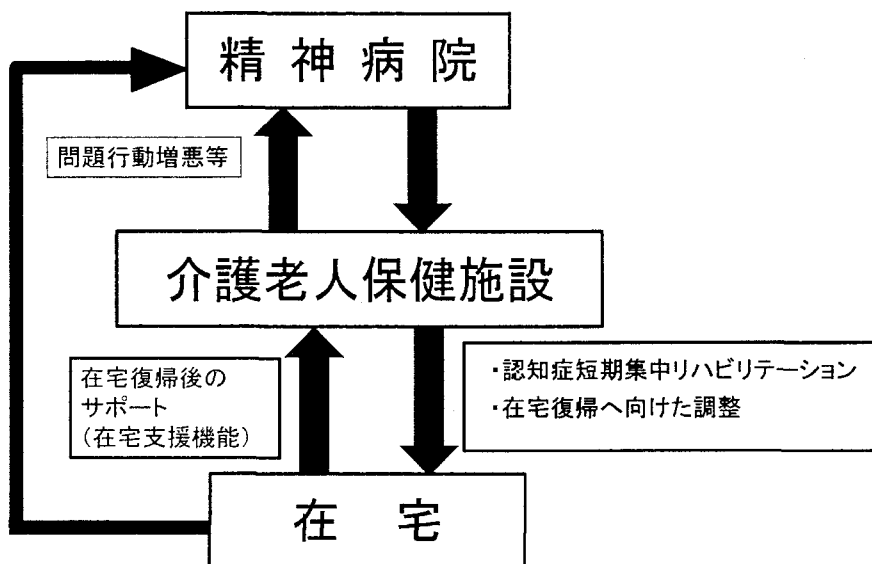 精神病院
問題行動増悪等
介護老人保健施設
在宅復帰後の
サポート
(在宅支援機能)
・認知症短期集中リハビリテーション
・在宅復帰へ向けた調整
在宅